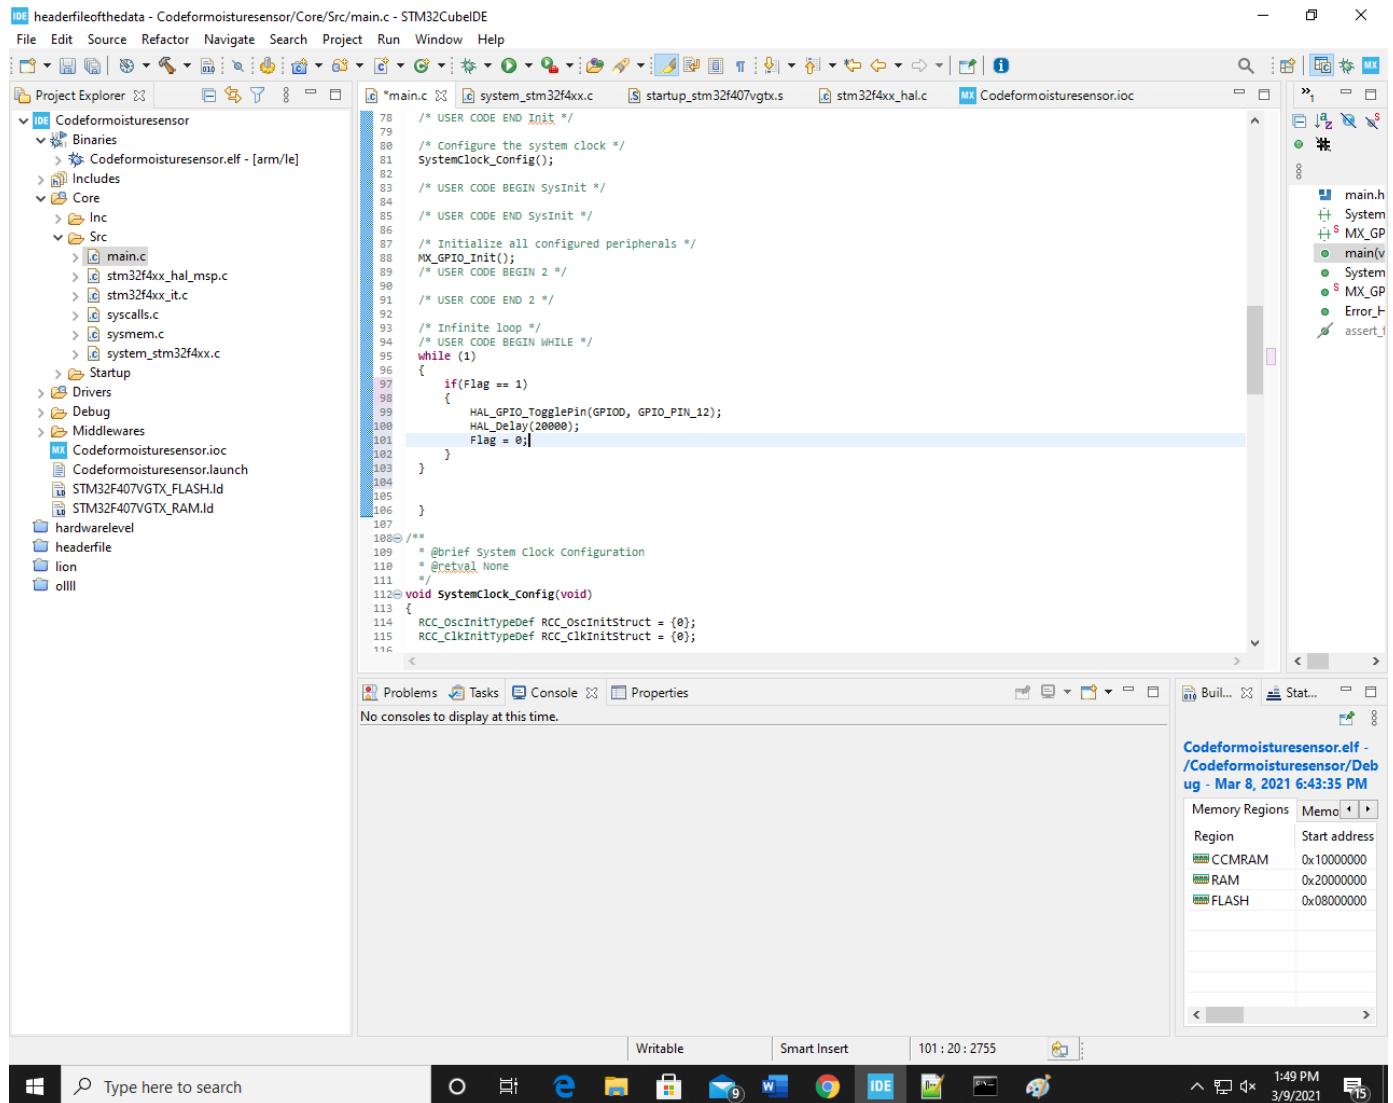 IDE headerfileofthedata - Codeformoisturesensor/Core/Src/main.c - STM32CubeIDE
File Edit Source Refactor Navigate Search Project Run Window Help
Project Explorer
Codeformoisturesensor
Binaries
Codeformoisturesensor.elf - [arm/le]
Includes
Core
Inc
Src
main.c
stm32f4xx_hal_msp.c
stm32f4xx_it.c
syscalls.c
sysmem.c
system_stm32f4xx.c
Startup
Drivers
Debug
Middlewares
MX Codeformoisturesensor.ioc
Codeformoisturesensor.launch
STM32F407VGTX_FLASH.ld
STM32F407VGTX_RAM.ld
hardwarelevel
headerfile
lion
ollll
*main.c system_stm32f4xx.c startup_stm32f407vgtx.s stm32f4xx_hal.c MX Codeformoisturesensor.ioc
78 /* USER CODE END Init */
79
80 /* Configure the system clock */
81 SystemClock_Config();
82
83 /* USER CODE BEGIN SysInit */
84
85 /* USER CODE END SysInit */
86
87 /* Initialize all configured peripherals */
88 MX_GPIO_Init();
89 /* USER CODE BEGIN 2 */
90
91 /* USER CODE END 2 */
92
93 /* Infinite loop */
94 /* USER CODE BEGIN WHILE */
95 while (1)
96 {
97 if(Flag == 1)
98 {
99 HAL_GPIO_TogglePin(GPIOD, GPIO_PIN_12);
100 HAL_Delay(20000);
101 Flag = 0;
102 }
103 }
104
105
106 }
107
108 /**
109 * @brief System Clock Configuration
110 * @retval None
111 */
112 void SystemClock_Config(void)
113 {
114 RCC_OscInitTypeDef RCC_OscInitStruct = {0};
115 RCC_ClkInitTypeDef RCC_ClkInitStruct = {0};
116
main.h
System
MX_GP
main(v
System
MX_GP
Error_H
assert_f
Problems Tasks Console Properties
No consoles to display at this time.
Buil... Stat...
Codeformoisturesensor.elf -
/Codeformoisturesensor/Deb
ug - Mar 8, 2021 6:43:35 PM
Memory Regions Memo
Region Start address
CCMRAM 0x10000000
RAM 0x20000000
FLASH 0x08000000
Writable Smart Insert 101 : 20 : 2755
Type here to search
9
IDE
1:49 PM
3/9/2021
15